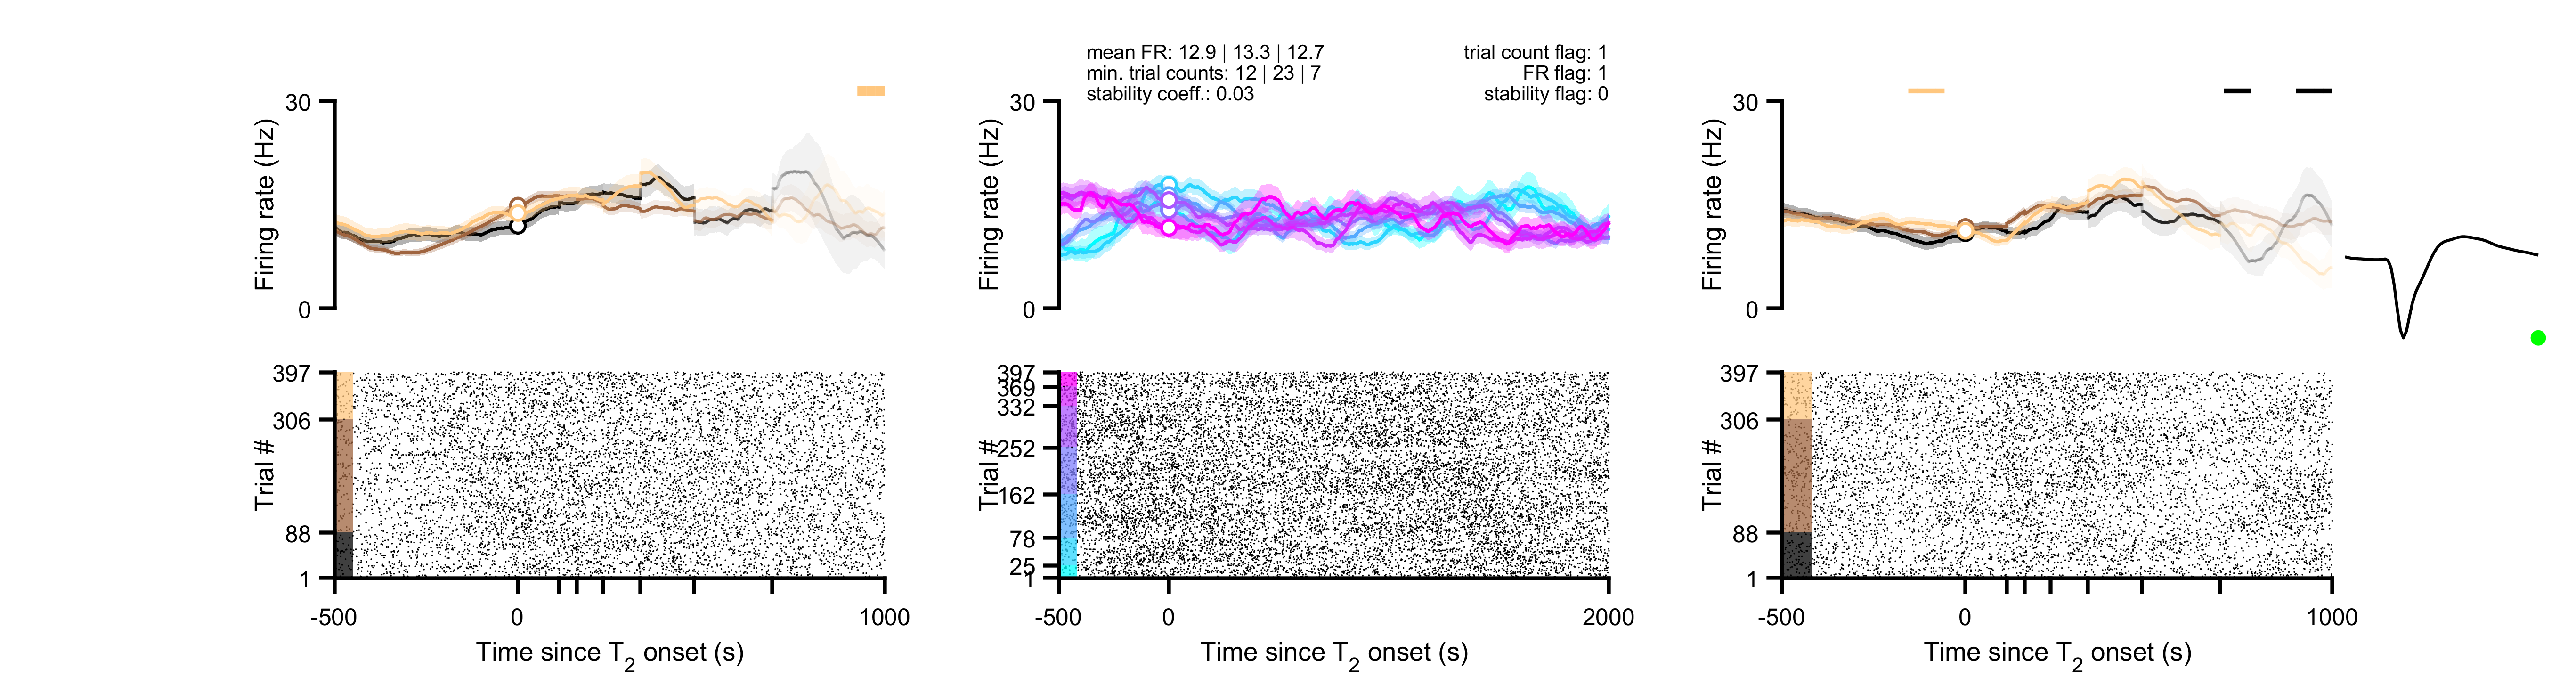 mean FR: 12.9 | 13.3 | 12.7
min. trial counts: 12 | 23 | 7
stability coeff.: 0.03
trial count flag: 1
FR flag: 1
stability flag: 0
30
0
Firing rate (Hz)
397
306
88
1
Trial #
-500
0
1000
Time since T2 onset (s)
30
0
Firing rate (Hz)
397
369
332
252
162
78
25
1
Trial #
-500
0
2000
Time since T2 onset (s)
30
0
Firing rate (Hz)
397
306
88
1
Trial #
-500
0
1000
Time since T2 onset (s)